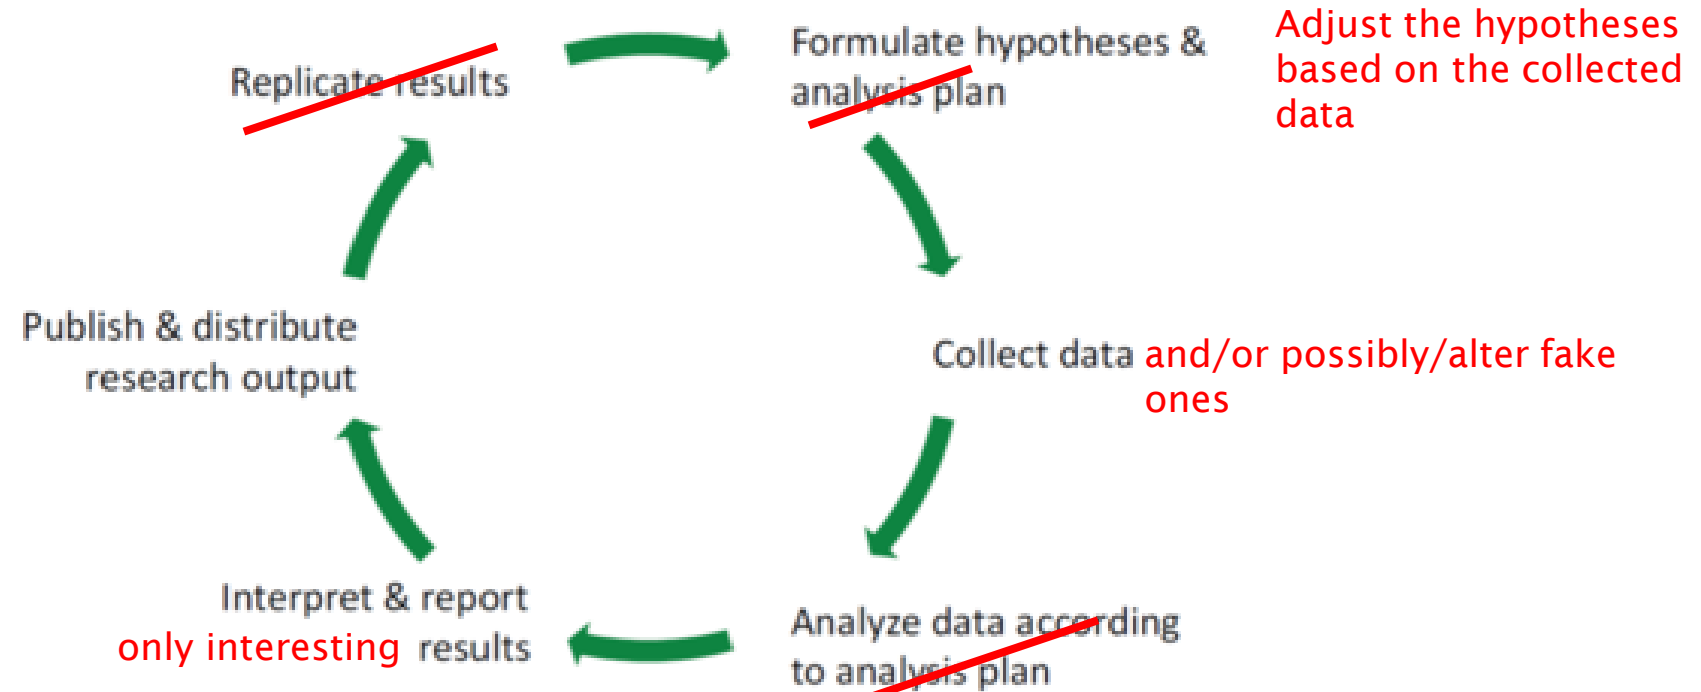 Replicate results
Formulate hypotheses &
analysis plan
Adjust the hypotheses
based on the collected
data
Collect data and/or possibly/alter fake
ones
Analyze data according
to analysis plan
Interpret & report
only interesting results
Publish & distribute
research output